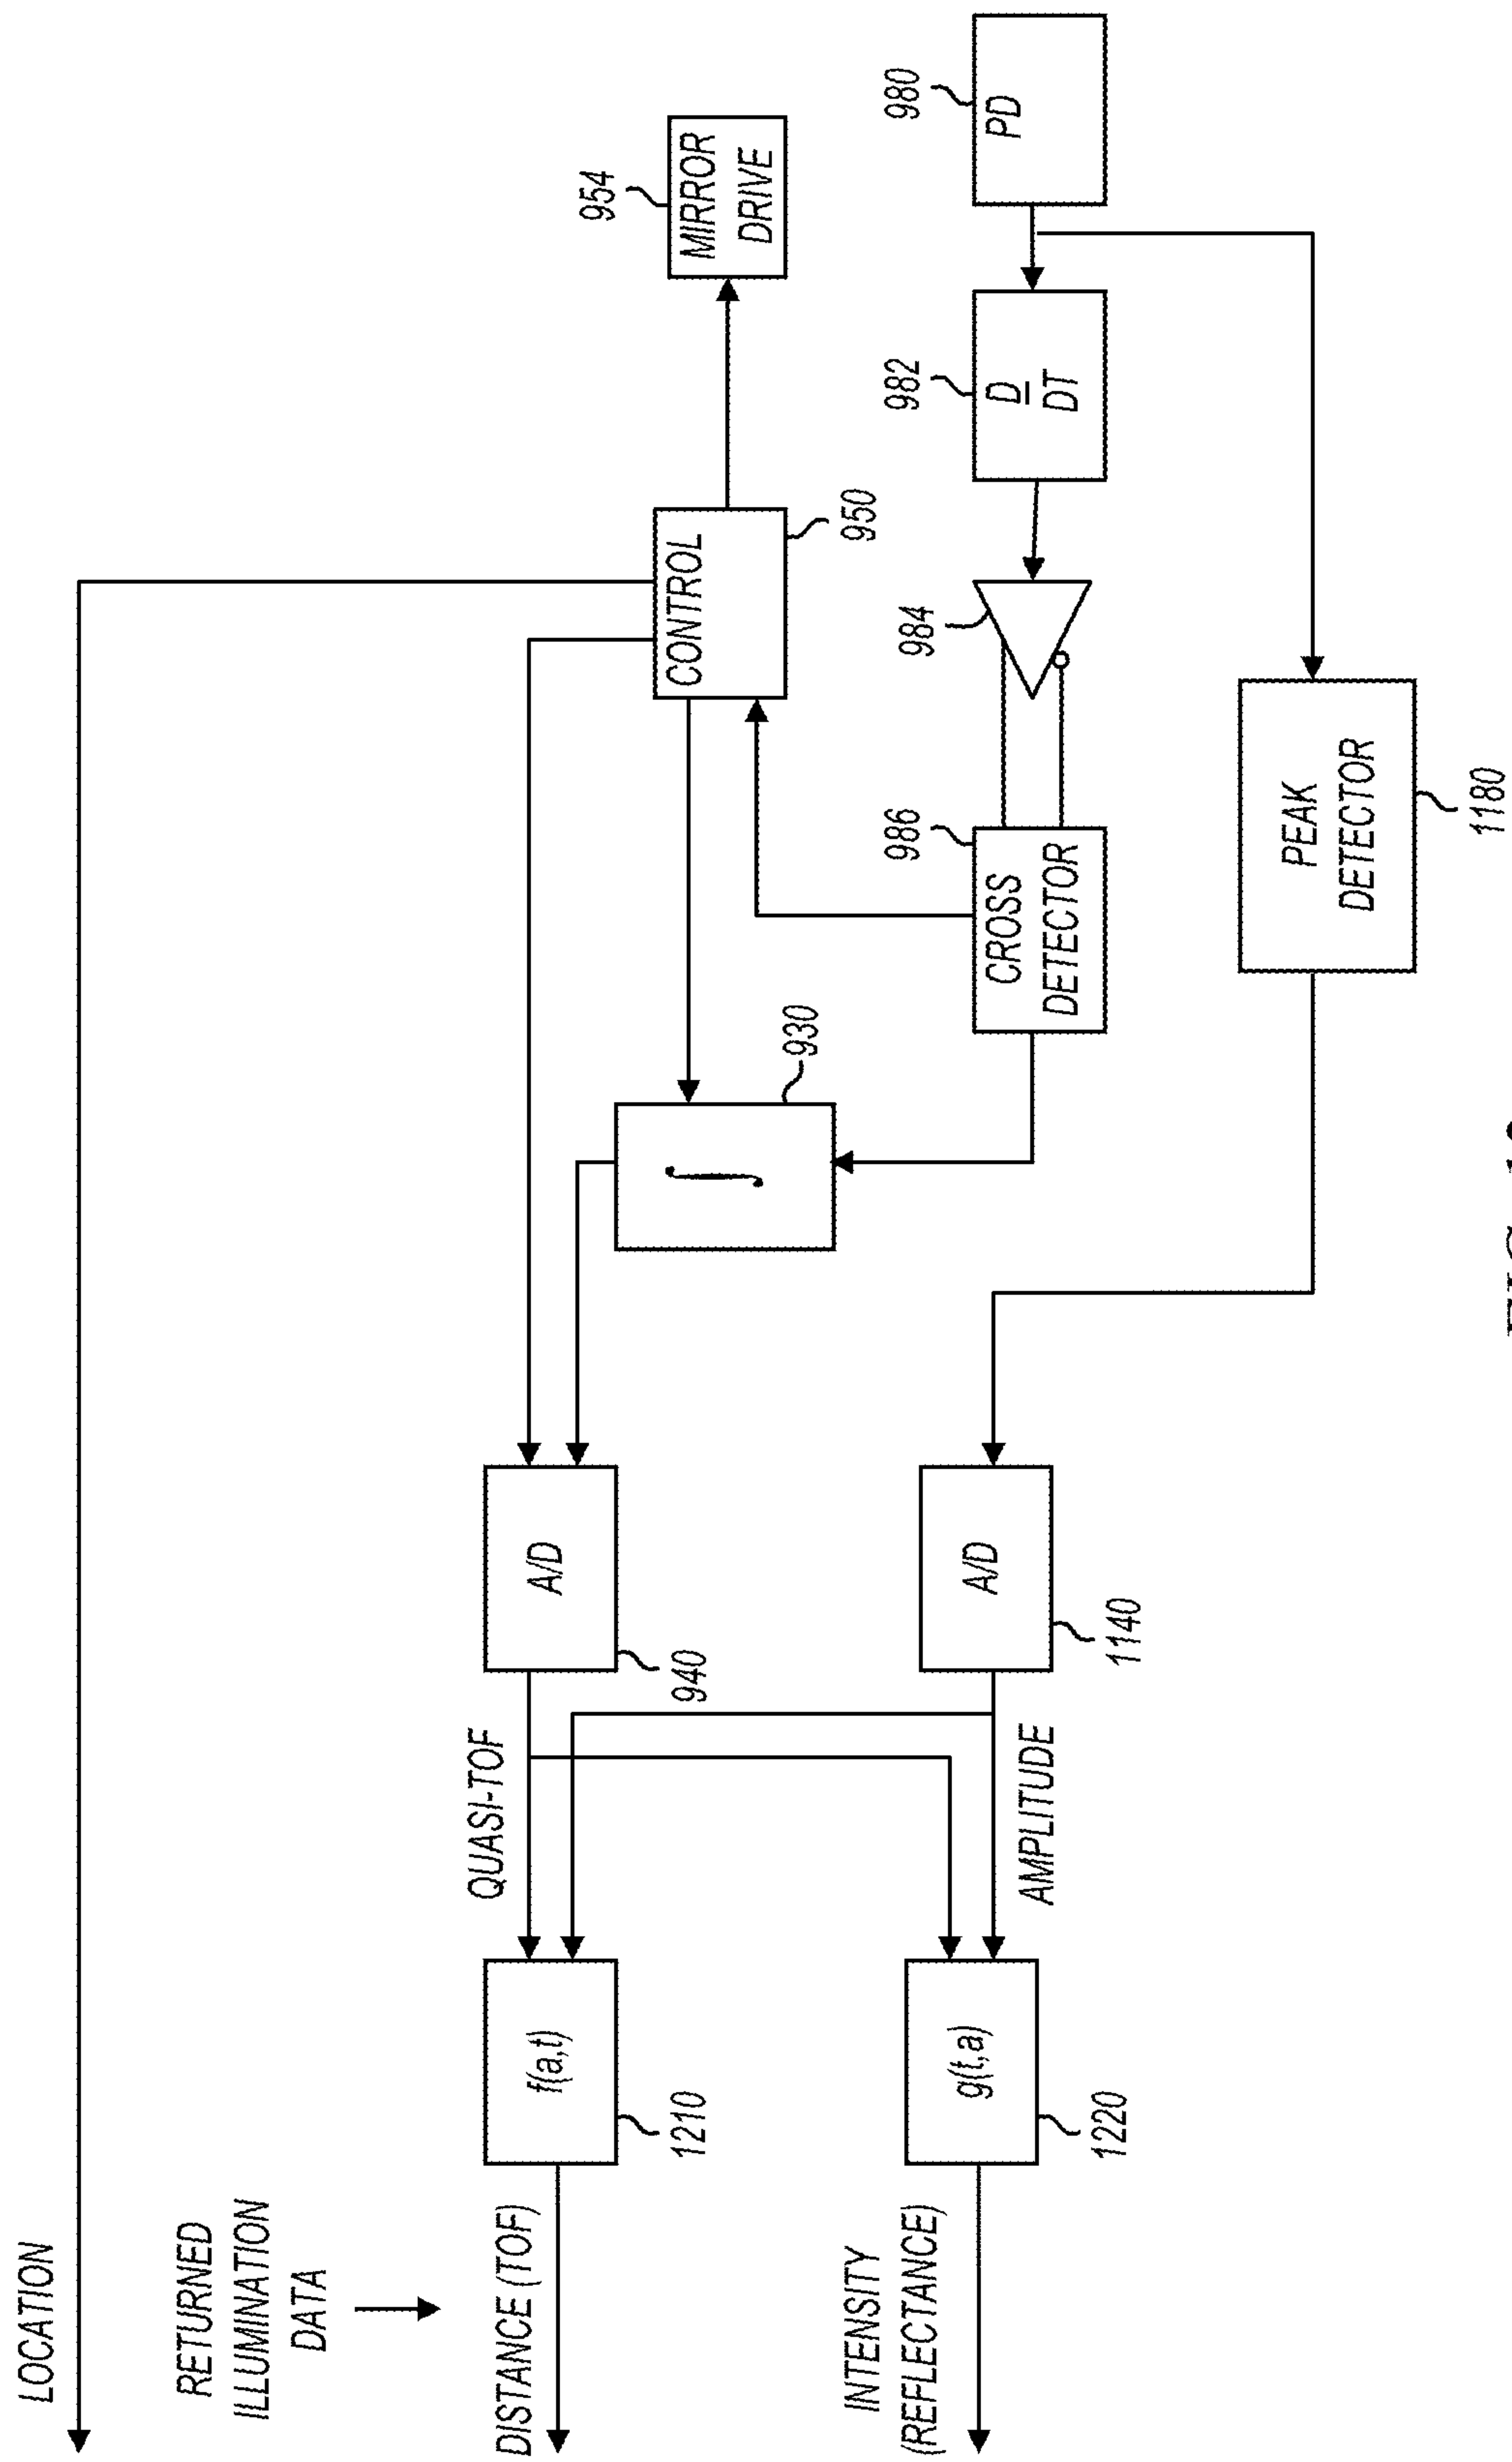 LOCATION
RETURNED
ILLUMINATION
DATA
DISTANCE (TOF)
f(a,t)
1210
QUASI-TOF
A/D
940
∫
930
CONTROL
950
954
MIRROR
DRIVE
INTENSITY
(REFLECTANCE)
g(t,a)
1220
AMPLITUDE
A/D
1140
986
CROSS
DETECTOR
984
982
D
DT
980
PD
PEAK
DETECTOR
1180